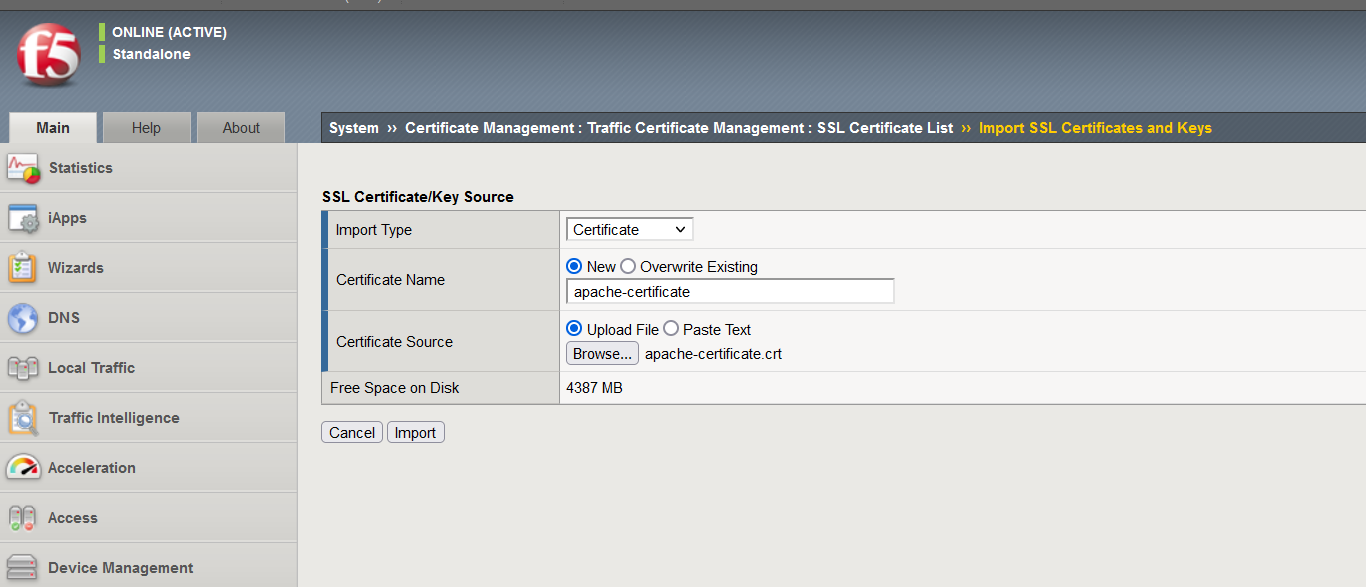 f5
ONLINE (ACTIVE)
Standalone
Main
Help
About
System ›› Certificate Management : Traffic Certificate Management : SSL Certificate List ›› Import SSL Certificates and Keys
Statistics
iApps
Wizards
DNS
Local Traffic
Traffic Intelligence
Acceleration
Access
Device Management
SSL Certificate/Key Source
Import Type
Certificate
Certificate Name
New Overwrite Existing
apache-certificate
Certificate Source
Upload File Paste Text
Browse... apache-certificate.crt
Free Space on Disk
4387 MB
Cancel Import